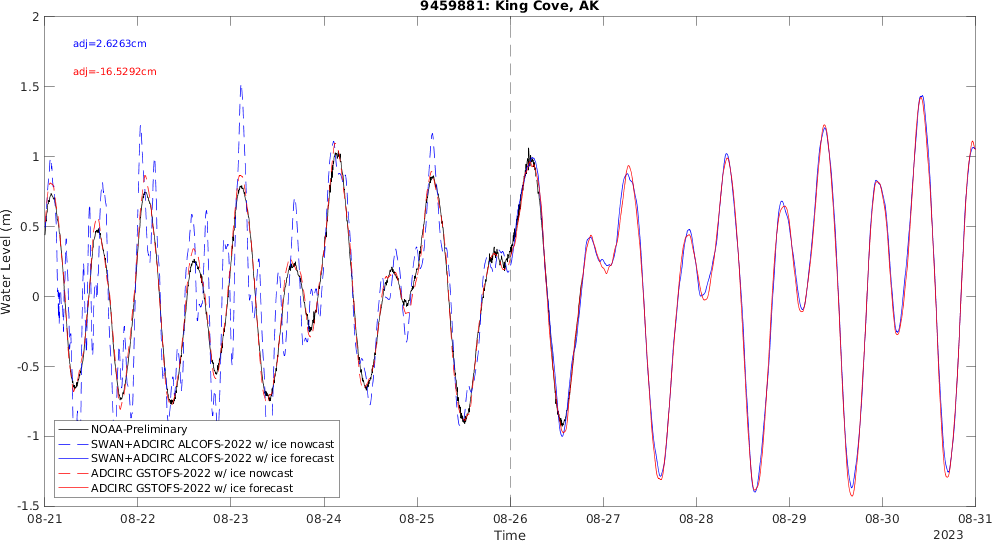 9459881: King Cove, AK
adj=2.6263cm
adj=-16.5292cm
Water Level (m)
2
1.5
1
0.5
0
-0.5
-1
-1.5
NOAA-Preliminary
SWAN+ADCIRC ALCOFS-2022 w/ ice nowcast
SWAN+ADCIRC ALCOFS-2022 w/ ice forecast
ADCIRC GSTOFS-2022 w/ ice nowcast
ADCIRC GSTOFS-2022 w/ ice forecast
08-21 08-22 08-23 08-24 08-25 08-26 08-27 08-28 08-29 08-30 08-31
Time
2023